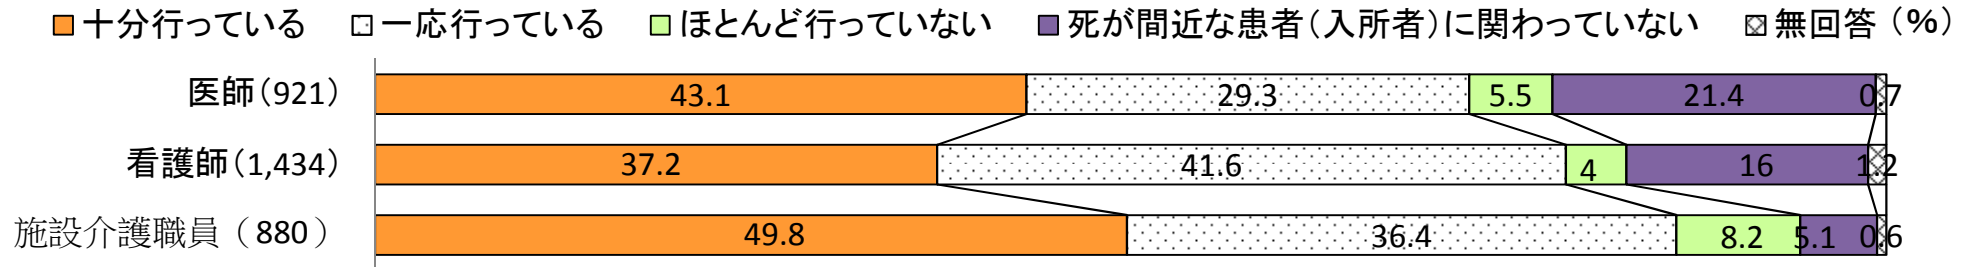 十分行っている 一応行っている ほとんど行っていない 死が間近な患者(入所者)に関わっていない 無回答 (%)
医師(921) 43.1 29.3 5.5 21.4 0.7
看護師(1,434) 37.2 41.6 4 16 1.2
施設介護職員(880) 49.8 36.4 8.2 5.1 0.6